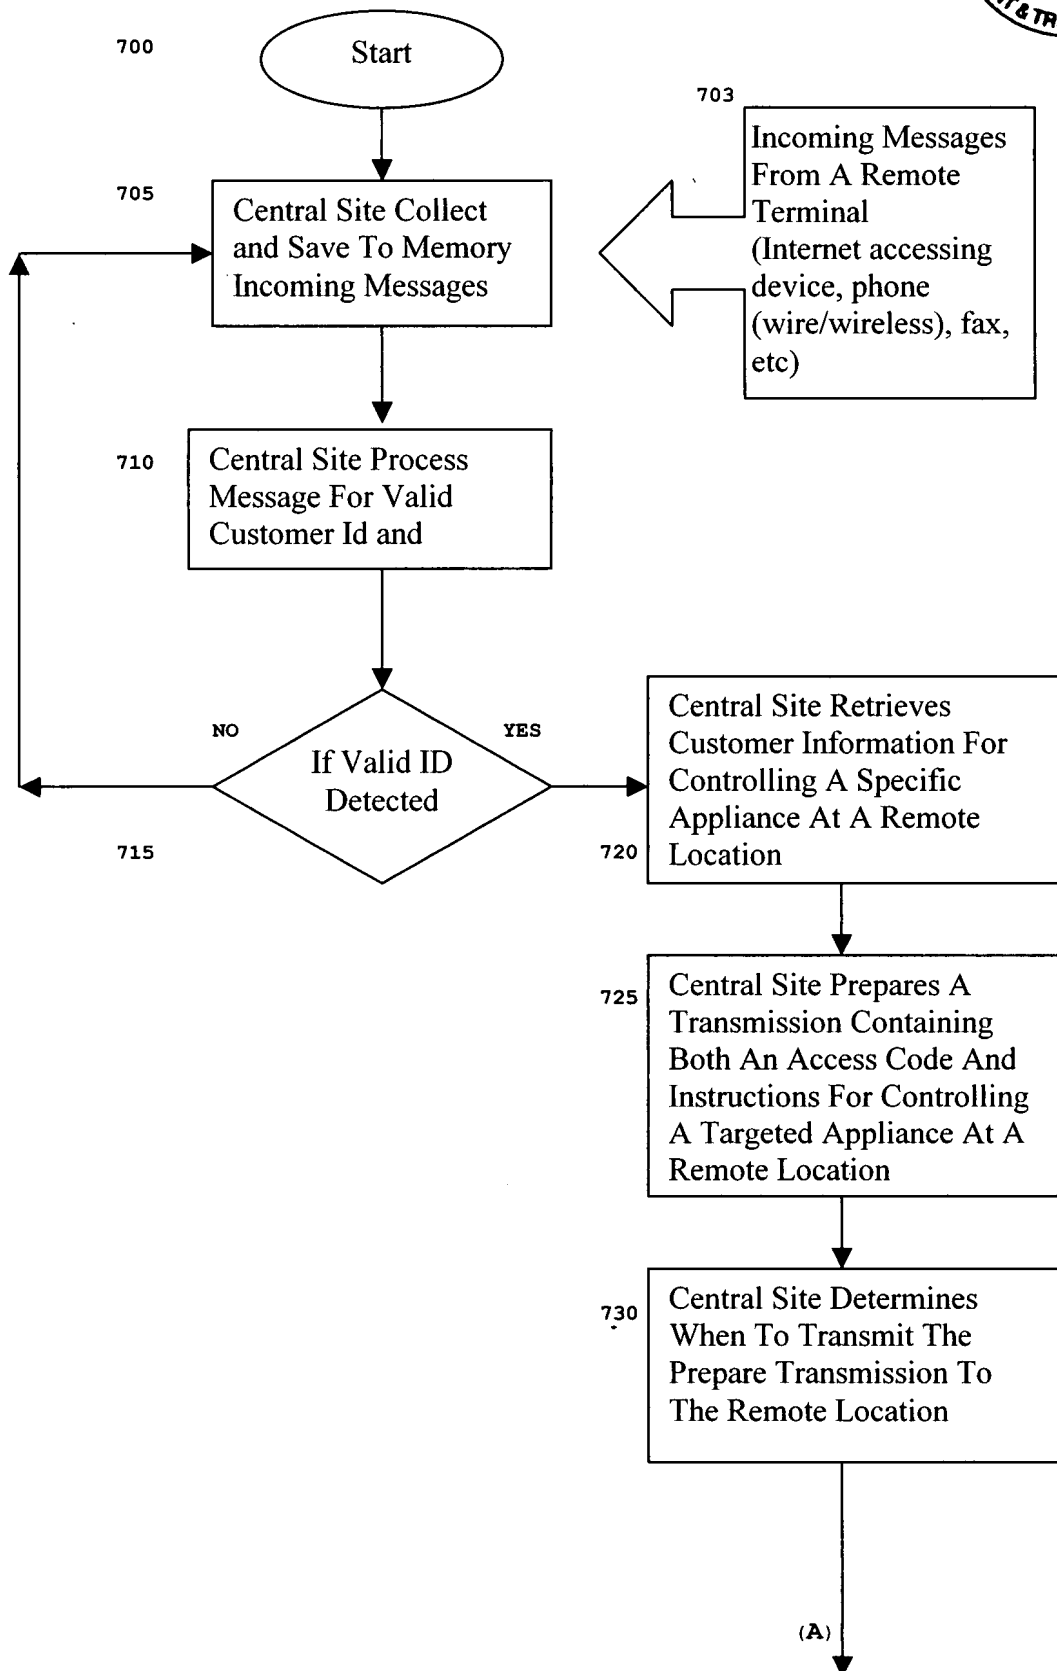 & TR
700
Start
703
Incoming Messages
From A Remote
Terminal
(Internet accessing
device, phone
(wire/wireless), fax,
etc)
705
Central Site Collect
and Save To Memory
Incoming Messages
710
Central Site Process
Message For Valid
Customer Id and
NO
YES
If Valid ID
Detected
715
Central Site Retrieves
Customer Information For
Controlling A Specific
Appliance At A Remote
Location
720
725
Central Site Prepares A
Transmission Containing
Both An Access Code And
Instructions For Controlling
A Targeted Appliance At A
Remote Location
730
Central Site Determines
When To Transmit The
Prepare Transmission To
The Remote Location
(A)